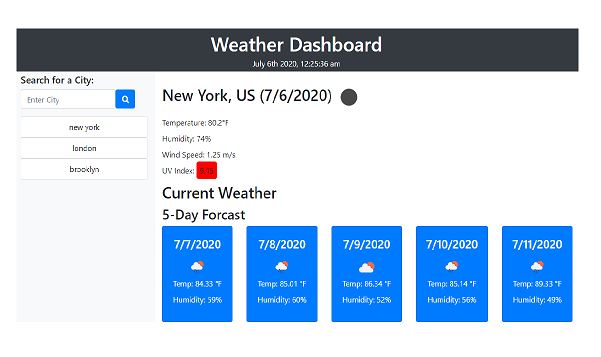 Weather Dashboard
July 6th 2020, 12:25:36 am
Search for a City:
Enter City
new york
london
brooklyn
New York, US (7/6/2020)
Temperature: 80.2°F
Humidity: 74%
Wind Speed: 1.25 m/s
UV Index:
Current Weather
5-Day Forcast
7/7/2020
Temp: 84.33 °F
Humidity: 59%
7/8/2020
Temp: 85.01 °F
Humidity: 60%
7/9/2020
Temp: 86.34 °F
Humidity: 52%
7/10/2020
Temp: 85.14 °F
Humidity: 56%
7/11/2020
Temp: 89.33 °F
Humidity: 49%